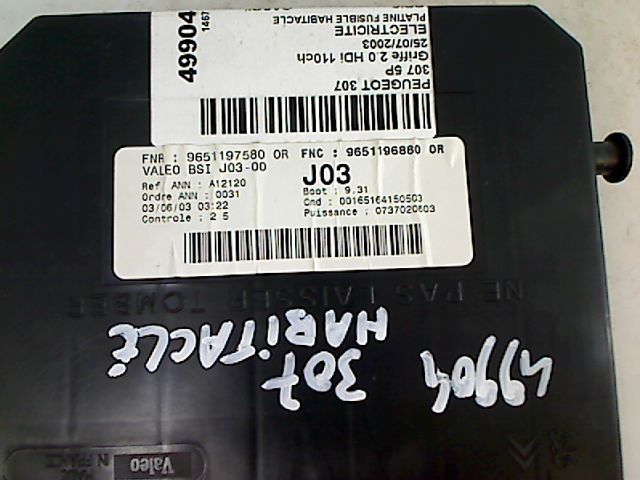 49904
1467
PEUGEOT 307
307 5P
Griffe 2.0 HDi 110ch
25/07/2003
ELECTRICITE
PLATINE FUSIBLE HABITACLE
FNR : 9651197580 OR FNC : 9651196880 OR
VALEO BSI J03-00
J03
Ref ANN : A12120
Boot : 9.31
Ordre ANN : 0031
Cmd : 00165164150503
03/06/03 03:22
Puissance : 0737020603
Controle : 2 5
NE PAS LAISSER TOMBER
49904 307
HABITACLE
Valeo
IN FRANCE